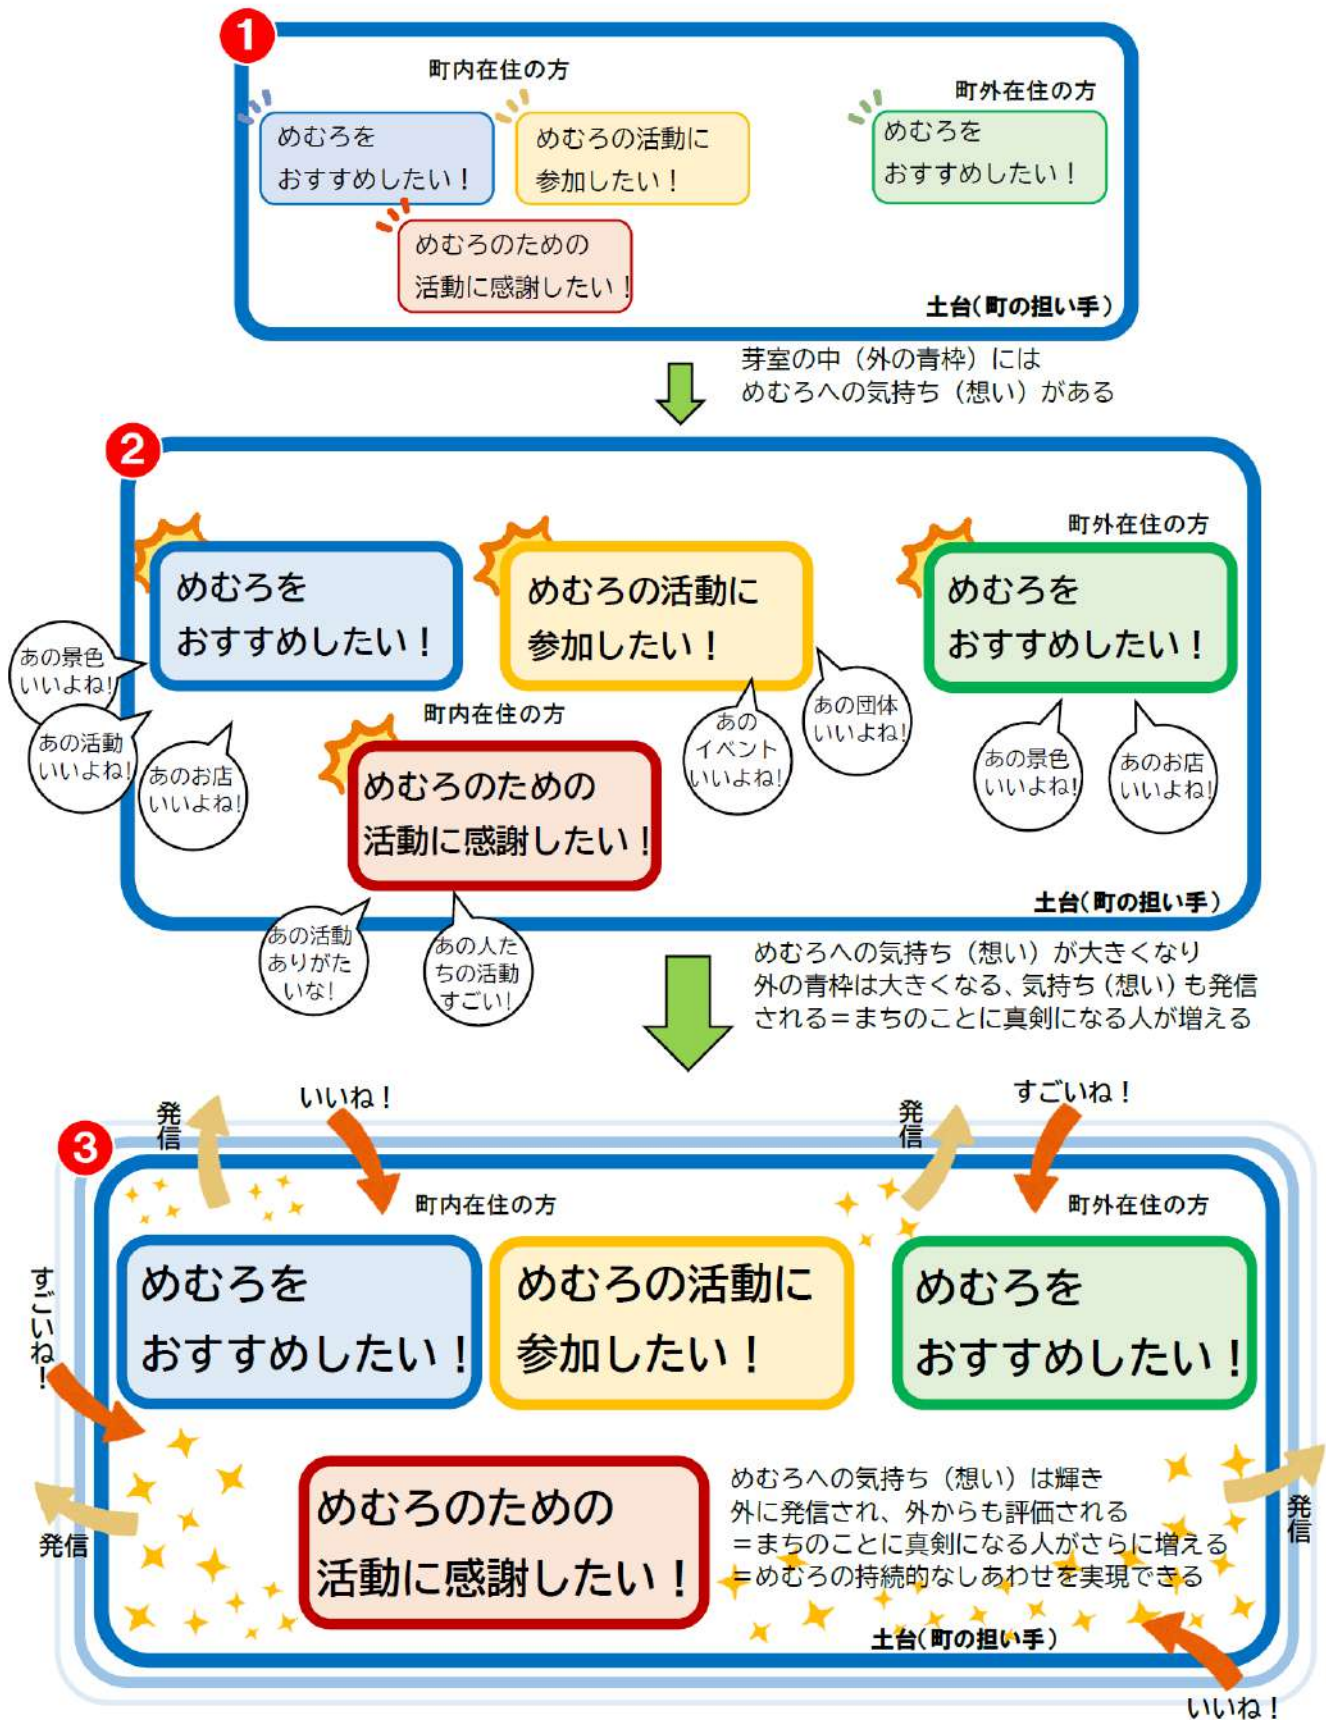 1
町内在住の方
町外在住の方
めむろを
おすすめしたい！
めむろの活動に
参加したい！
めむろを
おすすめしたい！
めむろのための
活動に感謝したい！
土台（町の担い手）
芽室の中（外の青枠）には
めむろへの気持ち（想い）がある
2
町外在住の方
めむろを
おすすめしたい！
めむろの活動に
参加したい！
めむろを
おすすめしたい！
あの景色
いいよね！
あの活動
いいよね！
あのお店
いいよね！
町内在住の方
めむろのための
活動に感謝したい！
あの
イベント
いいよね！
あの団体
いいよね！
あの景色
いいよね！
あのお店
いいよね！
あの活動
ありがた
いな！
あの人た
ちの活動
すごい！
土台（町の担い手）
めむろへの気持ち（想い）が大きくなり
外の青枠は大きくなる、気持ち（想い）も発信
される＝まちのことに真剣になる人が増える
3
発信
いいね！
発信
すごいね！
町内在住の方
町外在住の方
めむろを
おすすめしたい！
めむろの活動に
参加したい！
めむろを
おすすめしたい！
すごいね！
発信
めむろのための
活動に感謝したい！
めむろへの気持ち（想い）は輝き
外に発信され、外からも評価される
＝まちのことに真剣になる人がさらに増える
＝めむろの持続的なしあわせを実現できる
発信
土台（町の担い手）
いいね！